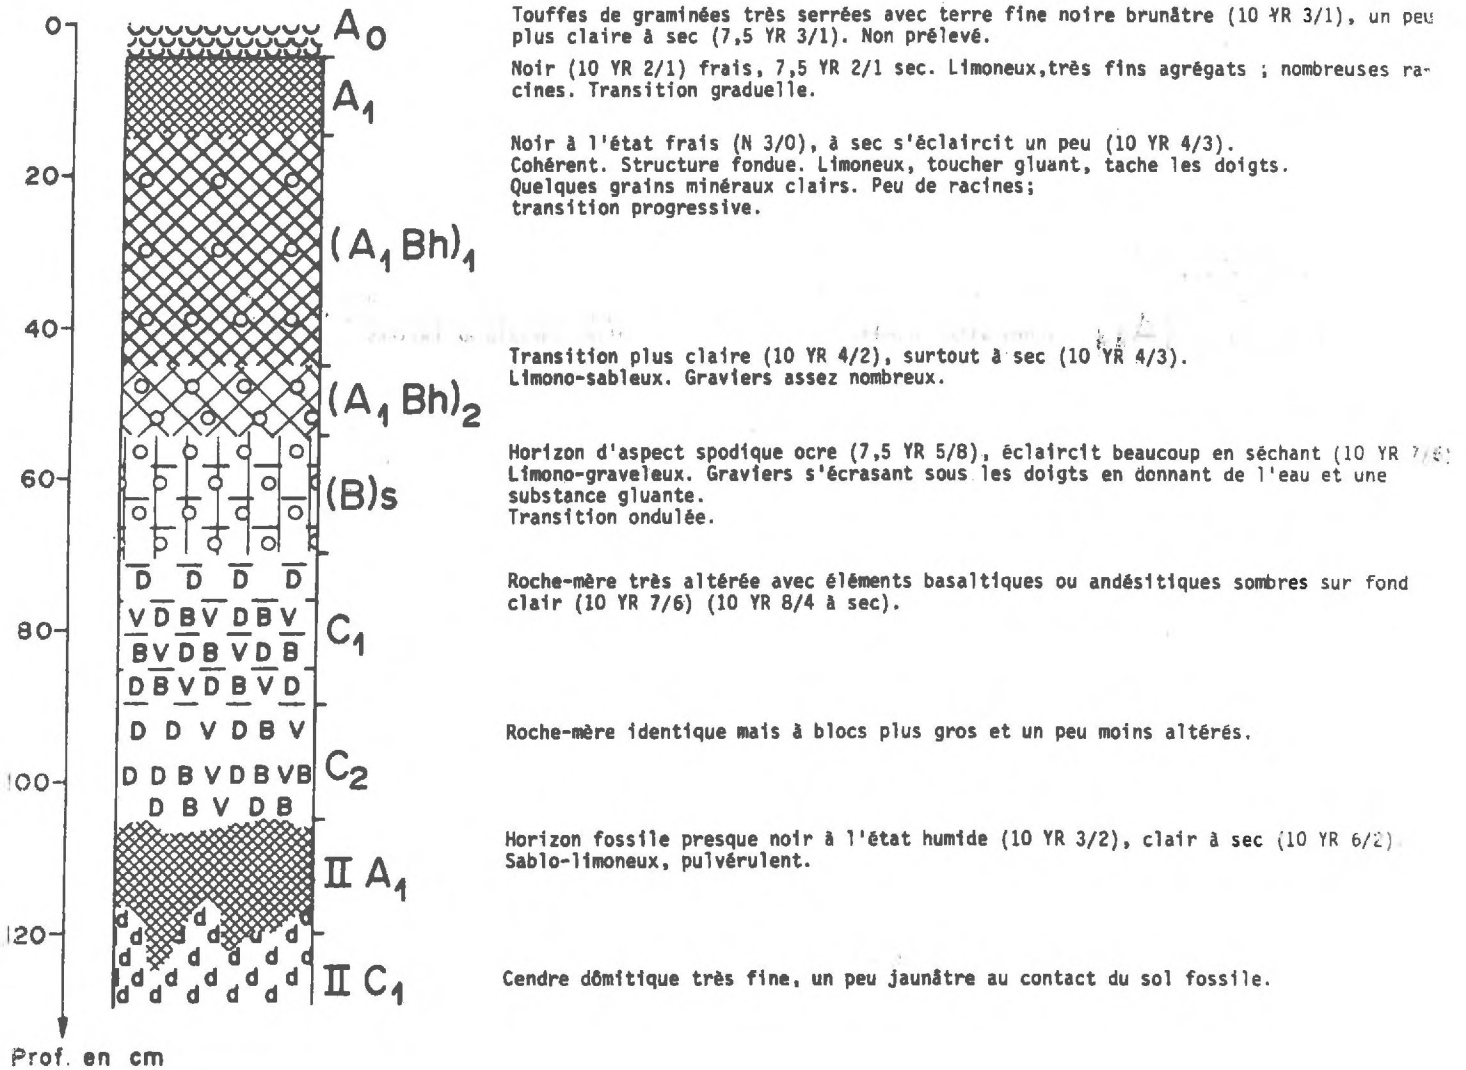 0
A0
Touffes de graminées très serrées avec terre fine noire brunâtre (10 YR 3/1), un peu
plus claire à sec (7,5 YR 3/1). Non prélevé.
A1
Noir (10 YR 2/1) frais, 7,5 YR 2/1 sec. Limoneux,très fins agrégats ; nombreuses ra-
cines. Transition graduelle.
20
(A1 Bh)1
Noir à l'état frais (N 3/0), à sec s'éclaircit un peu (10 YR 4/3).
Cohérent. Structure fondue. Limoneux, toucher gluant, tache les doigts.
Quelques grains minéraux clairs. Peu de racines;
transition progressive.
40
(A1 Bh)2
Transition plus claire (10 YR 4/2), surtout à sec (10 YR 4/3).
Limono-sableux. Graviers assez nombreux.
60
(B)s
Horizon d'aspect spodique ocre (7,5 YR 5/8), éclaircit beaucoup en séchant (10 YR 7/6)
Limono-graveleux. Graviers s'écrasant sous les doigts en donnant de l'eau et une
substance gluante.
Transition ondulée.
D D D D
V D B V D B V
80
B V D B V D B
D B V D B V D
C1
Roche-mère très altérée avec éléments basaltiques ou andésitiques sombres sur fond
clair (10 YR 7/6) (10 YR 8/4 à sec).
D D V D B V
100
D D B V D B V B
D B V D B
C2
Roche-mère identique mais à blocs plus gros et un peu moins altérés.
II A1
Horizon fossile presque noir à l'état humide (10 YR 3/2), clair à sec (10 YR 6/2)
Sablo-limoneux, pulvérulent.
120
d d
d d d d d
d d d d
d d d d d
d d d d d
II C1
Cendre dômitique très fine, un peu jaunâtre au contact du sol fossile.
Prof. en cm